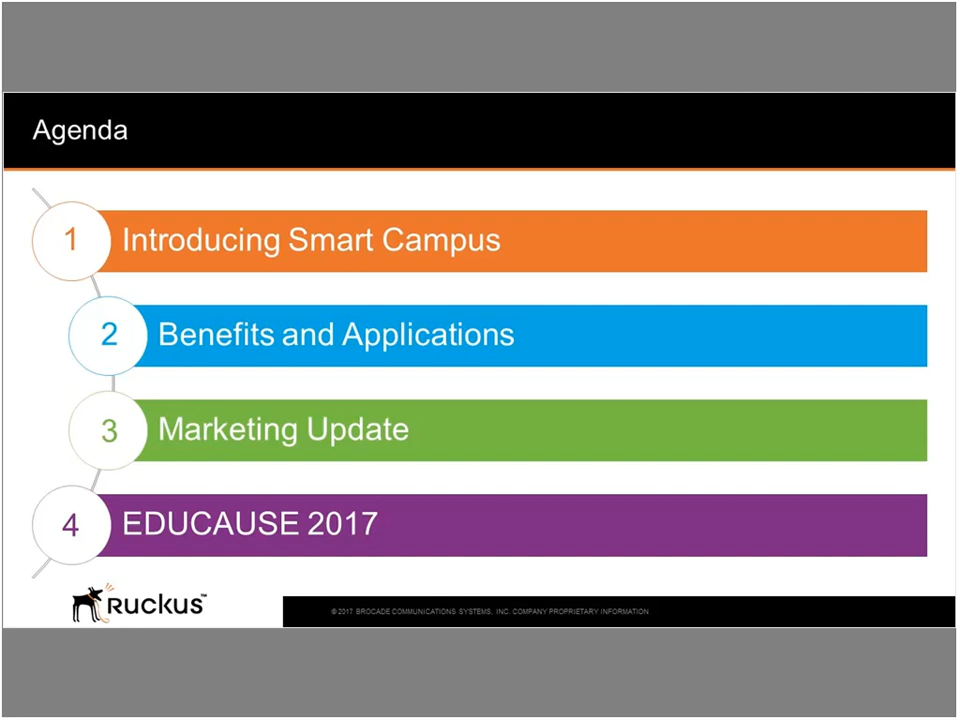 Agenda
1 Introducing Smart Campus
2 Benefits and Applications
3 Marketing Update
4 EDUCAUSE 2017
RUCKUS™
© 2017 BROCADE COMMUNICATIONS SYSTEMS, INC. COMPANY PROPRIETARY INFORMATION